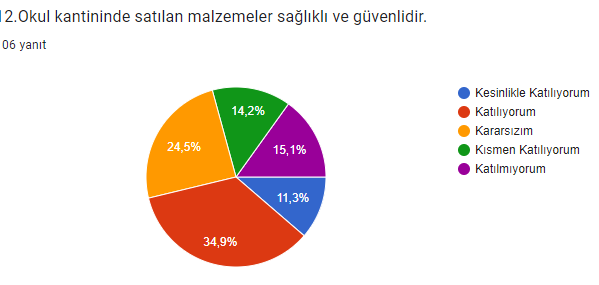 12.Okul kantininde satılan malzemeler sağlıklı ve güvenlidir.
06 yanıt
Kesinlikle Katılıyorum
Katılıyorum
Kararsızım
Kısmen Katılıyorum
Katılmıyorum
14,2%
15,1%
24,5%
11,3%
34,9%